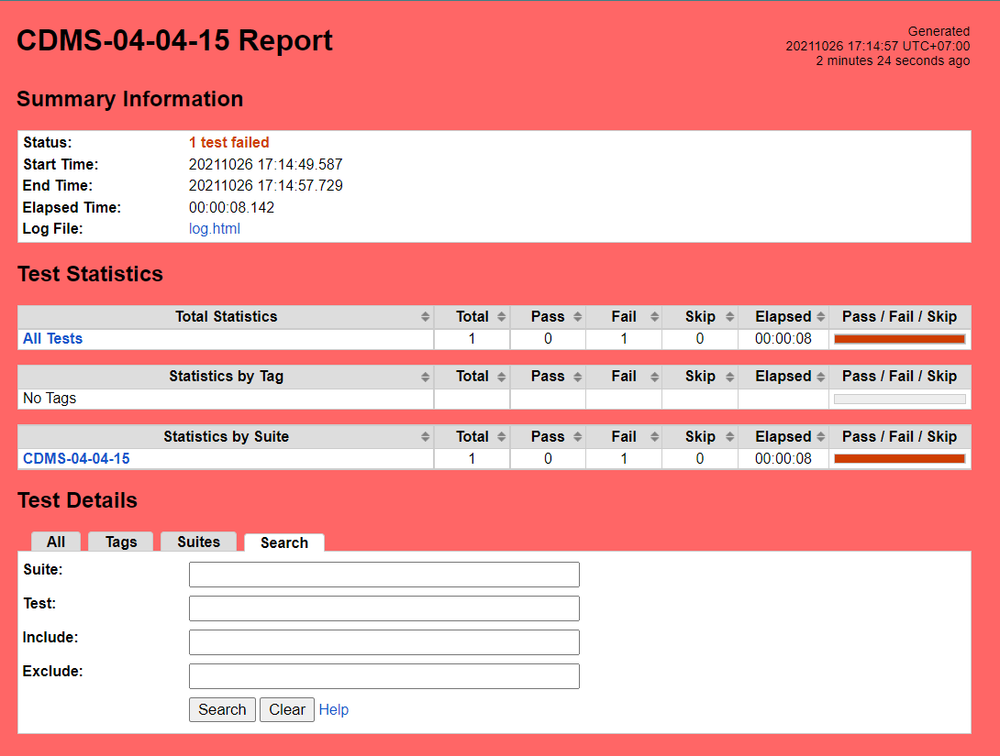 CDMS-04-04-15 Report
Generated
20211026 17:14:57 UTC+07:00
2 minutes 24 seconds ago
Summary Information
Status: 1 test failed
Start Time: 20211026 17:14:49.587
End Time: 20211026 17:14:57.729
Elapsed Time: 00:00:08.142
Log File: log.html
Test Statistics
Total Statistics Total Pass Fail Skip Elapsed Pass / Fail / Skip
All Tests 1 0 1 0 00:00:08
Statistics by Tag Total Pass Fail Skip Elapsed Pass / Fail / Skip
No Tags
Statistics by Suite Total Pass Fail Skip Elapsed Pass / Fail / Skip
CDMS-04-04-15 1 0 1 0 00:00:08
Test Details
All Tags Suites Search
Suite:
Test:
Include:
Exclude:
Search Clear Help